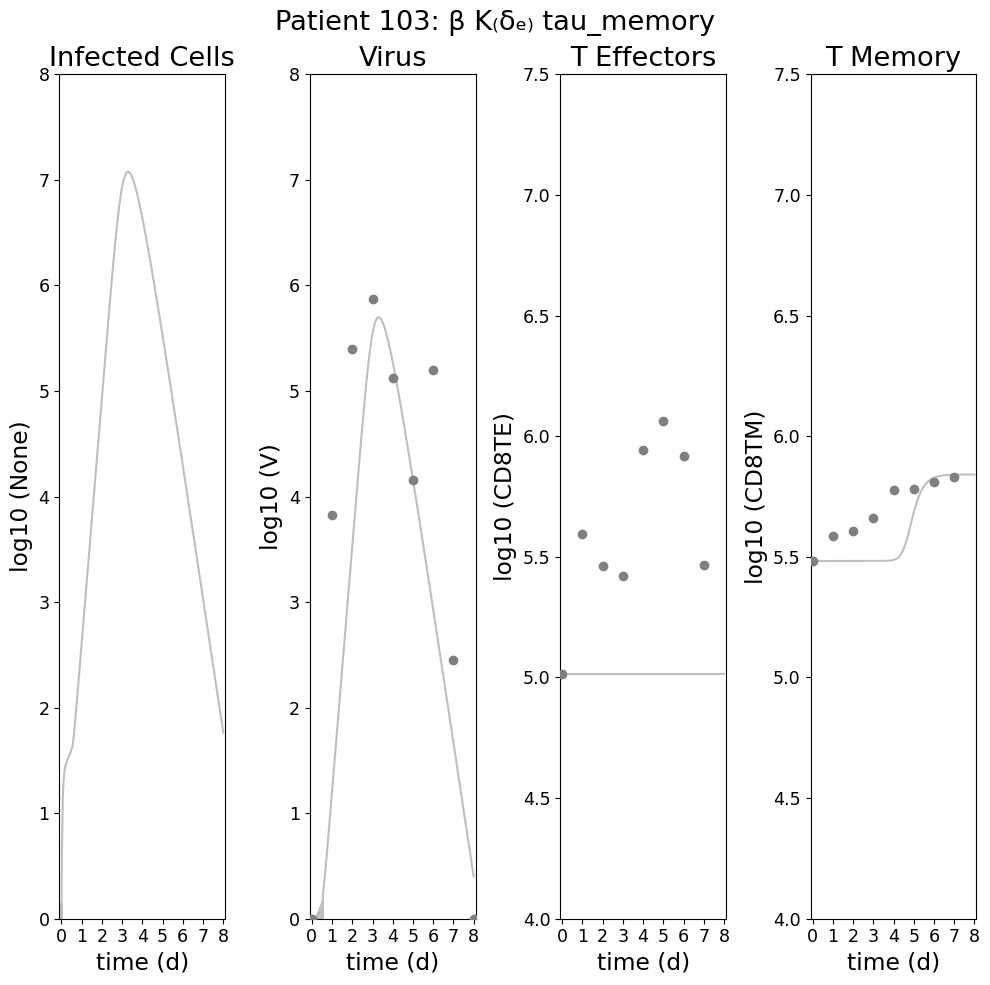 Patient 103: β K₍δₑ₎ tau_memory
Infected Cells
Virus
T Effectors
T Memory
log10 (None)
8
7
6
5
4
3
2
1
0
0 1 2 3 4 5 6 7 8
time (d)
log10 (V)
8
7
6
5
4
3
2
1
0
0 1 2 3 4 5 6 7 8
time (d)
log10 (CD8TE)
7.5
7.0
6.5
6.0
5.5
5.0
4.5
4.0
0 1 2 3 4 5 6 7 8
time (d)
log10 (CD8TM)
7.5
7.0
6.5
6.0
5.5
5.0
4.5
4.0
0 1 2 3 4 5 6 7 8
time (d)